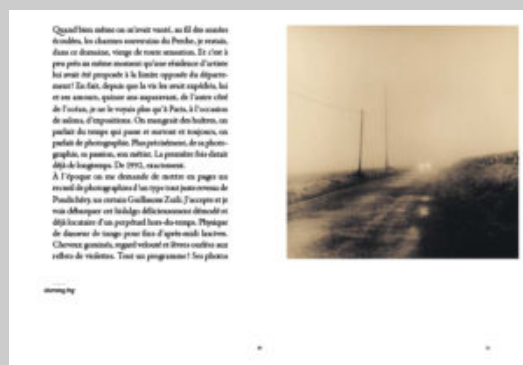 Quand bien même on m'avait vanté, au fil des années
écoulées, les charmes souverains du Perche, je restais,
dans ce domaine, vierge de toute sensation. Et c'est à
peu près au même moment qu'une résidence d'artiste
lui avait été proposée à la limite opposée du départe-
ment! En fait, depuis que la vie les avait expédiés, lui
et ses amours, quinze ans auparavant, de l'autre côté
de l'océan, je ne le voyais plus qu'à Paris, à l'occasion
de salons, d'expositions. On mangeait des huîtres, on
parlait du temps qui passe et surtout et toujours, on
parlait de photographie. Plus précisément, de sa photo-
graphie, sa passion, son métier. La première fois datait
déjà de longtemps. De 1992, exactement.
À l'époque on me demande de mettre en pages un
recueil de photographies d'un type tout juste revenu de
Pondichéry, un certain Guillaume Zuili. J'accepte et je
vois débarquer cet hidalgo délicieusement démodé et
déjà locataire d'un perpétuel hors-du-temps. Physique
de danseur de tango pour fins d'après-midi lascives.
Cheveux gominés, regard velouté et lèvres ourlées aux
reflets de violettes. Tout un programme! Ses photos
morning fog